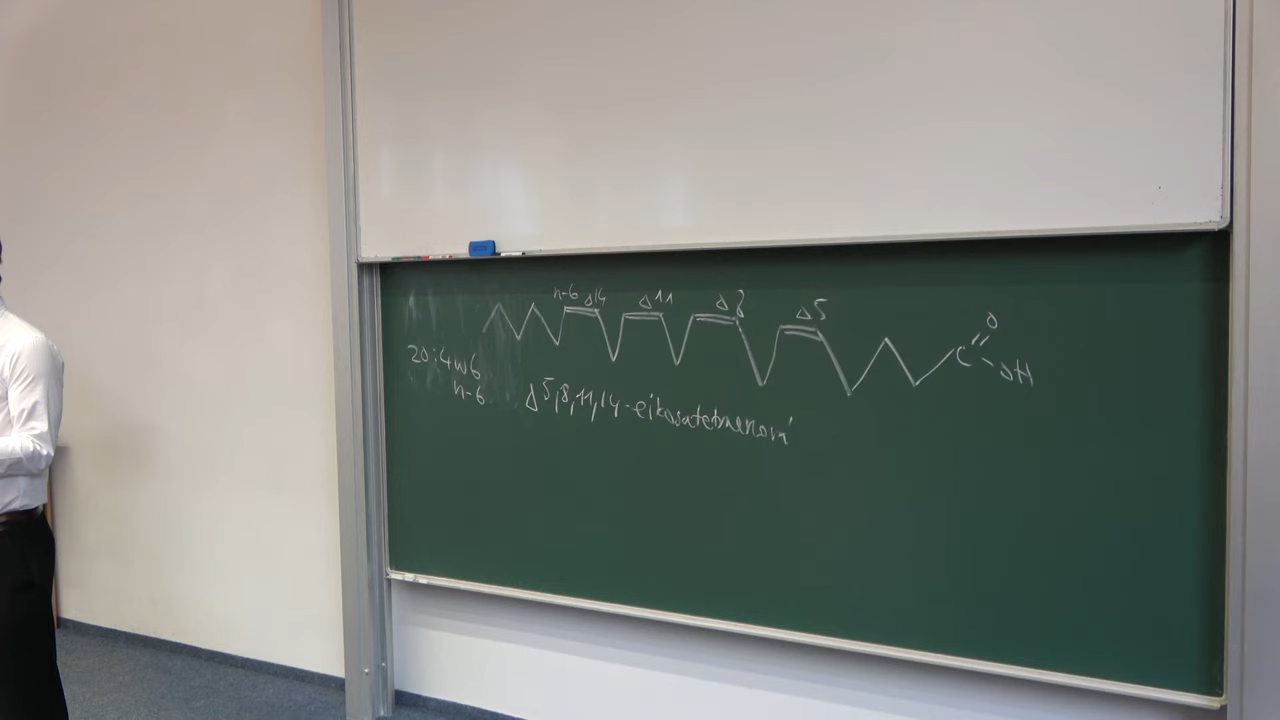 n-6 Δ14 Δ11 Δ8 Δ5
O
C
OH
20:4ω6
n-6
Δ5,8,11,14-eikosatetraenová